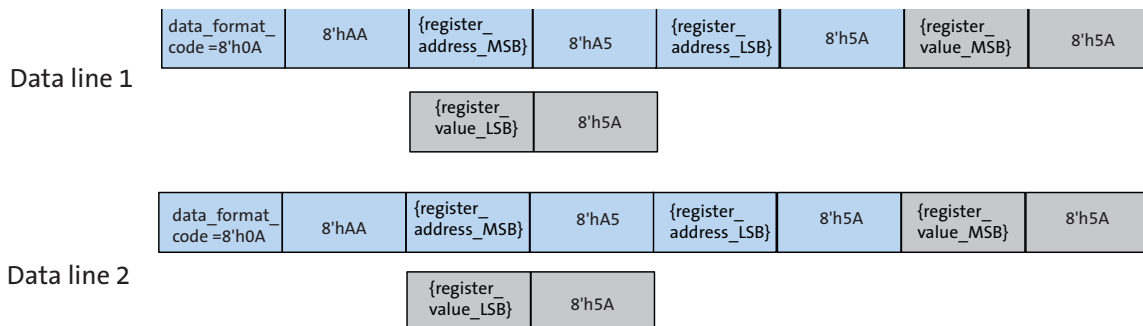 data_format_
code =8'h0A
8'hAA
{register_
address_MSB}
8'hA5
{register_
address_LSB}
8'h5A
{register_
value_MSB}
8'h5A
Data line 1
{register_
value_LSB}
8'h5A
data_format_
code =8'h0A
8'hAA
{register_
address_MSB}
8'hA5
{register_
address_LSB}
8'h5A
{register_
value_MSB}
8'h5A
Data line 2
{register_
value_LSB}
8'h5A